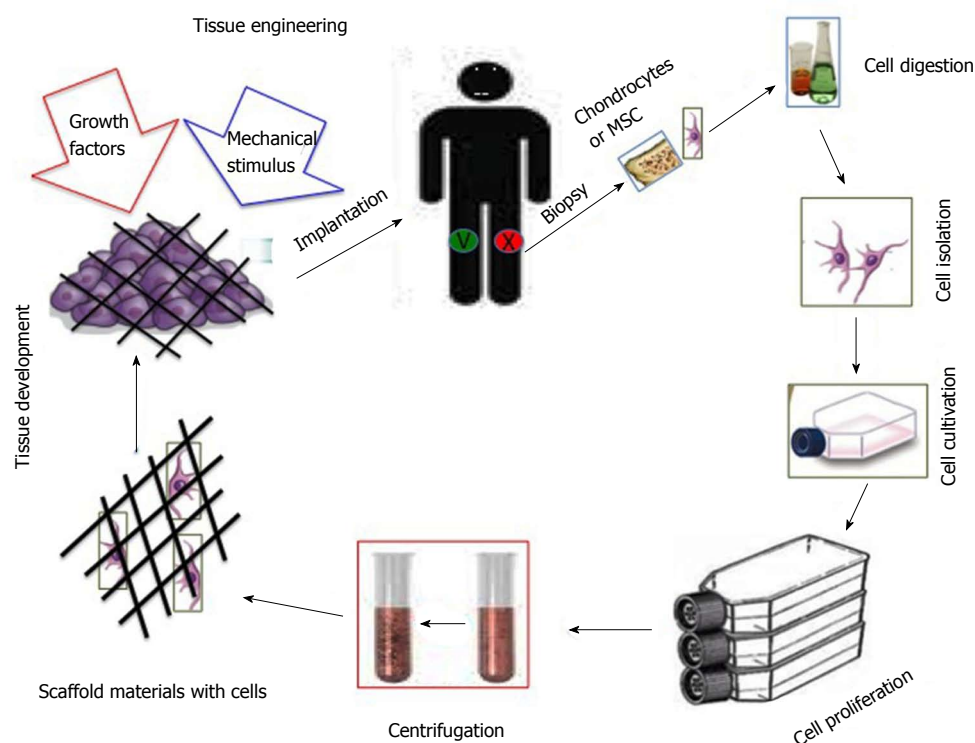 Tissue engineering
Growth
factors
Mechanical
stimulus
Implantation
V
X
Biopsy
Chondrocytes
or MSC
Cell digestion
Cell isolation
Cell cultivation
Cell proliferation
Centrifugation
Scaffold materials with cells
Tissue development